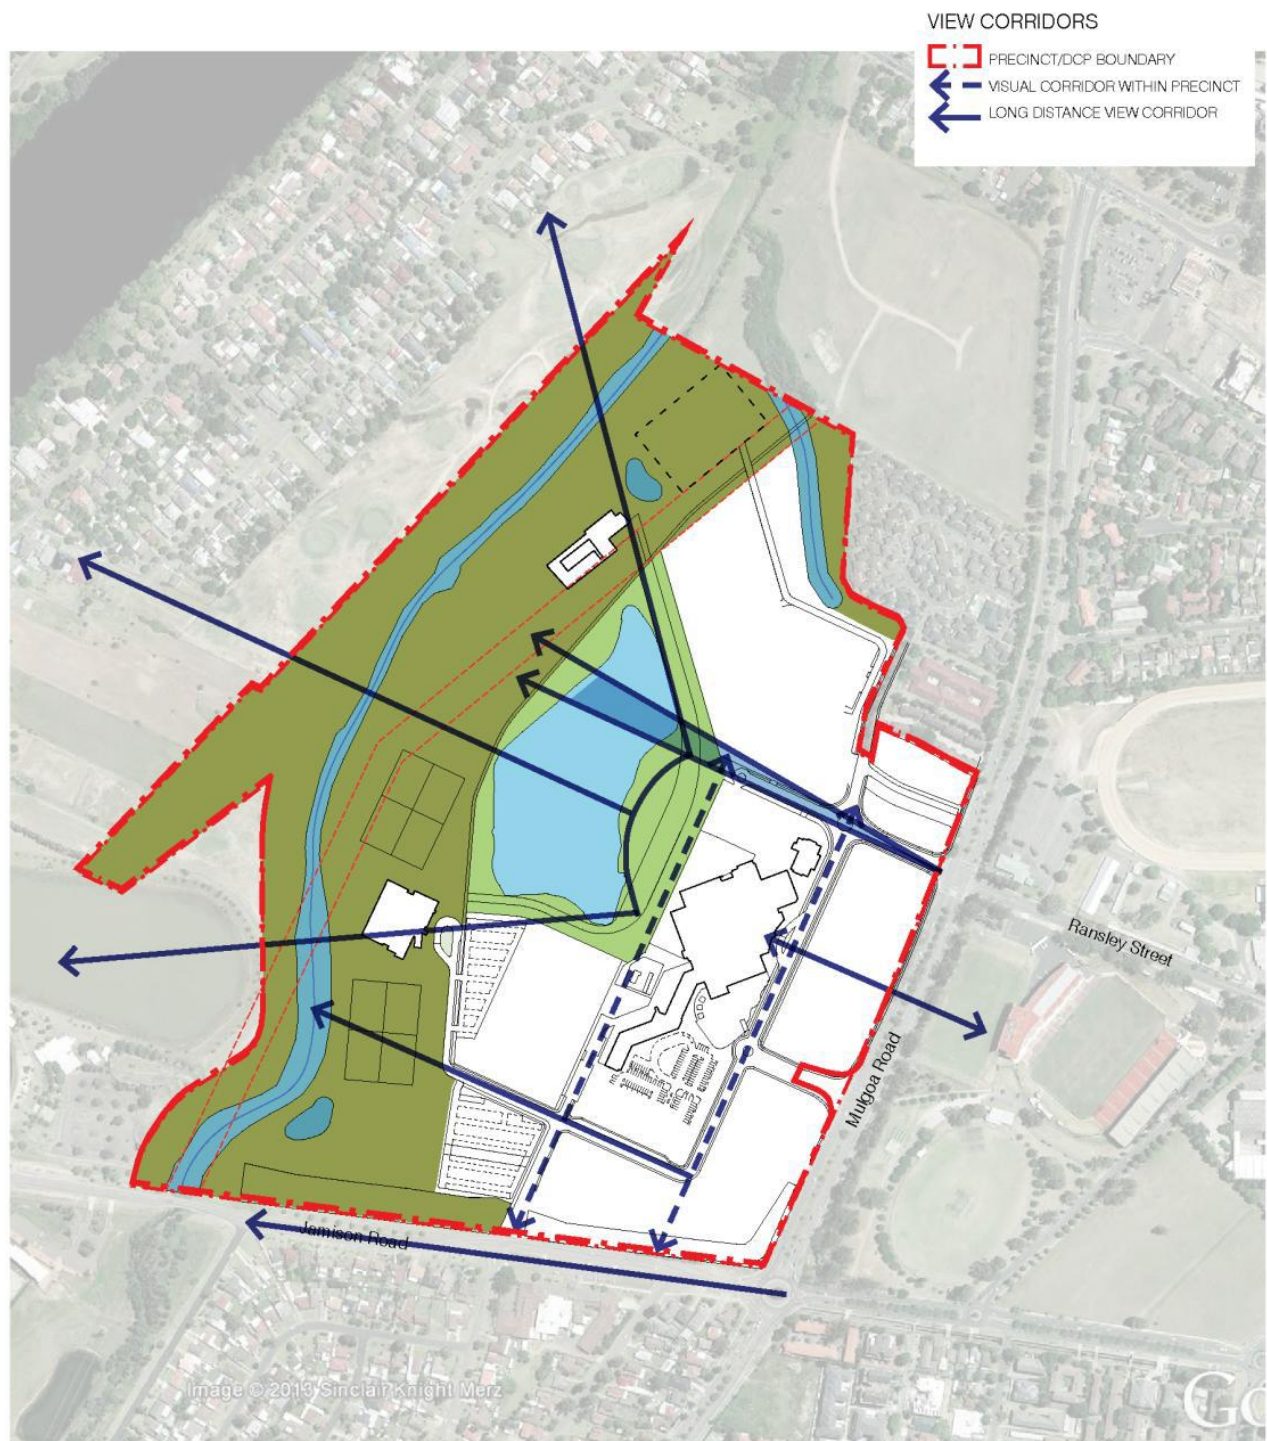 VIEW CORRIDORS
PRECINCT/DCP BOUNDARY
VISUAL CORRIDOR WITHIN PRECINCT
LONG DISTANCE VIEW CORRIDOR
Ransley Street
Mulgoa Road
Jamison Road
Image © 2013 Sinclair Knight Merz
Go